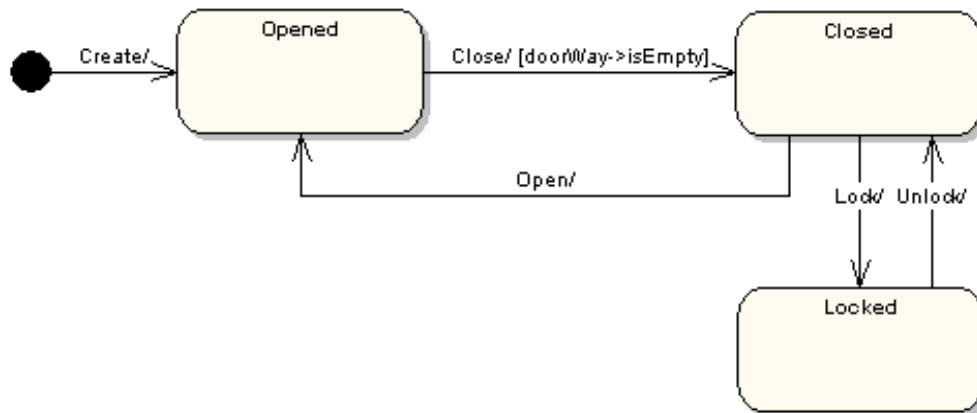 Opened
Closed
Create/
Close/ [doorWay->isEmpty]
Open/
Lock/
Unlock/
Locked